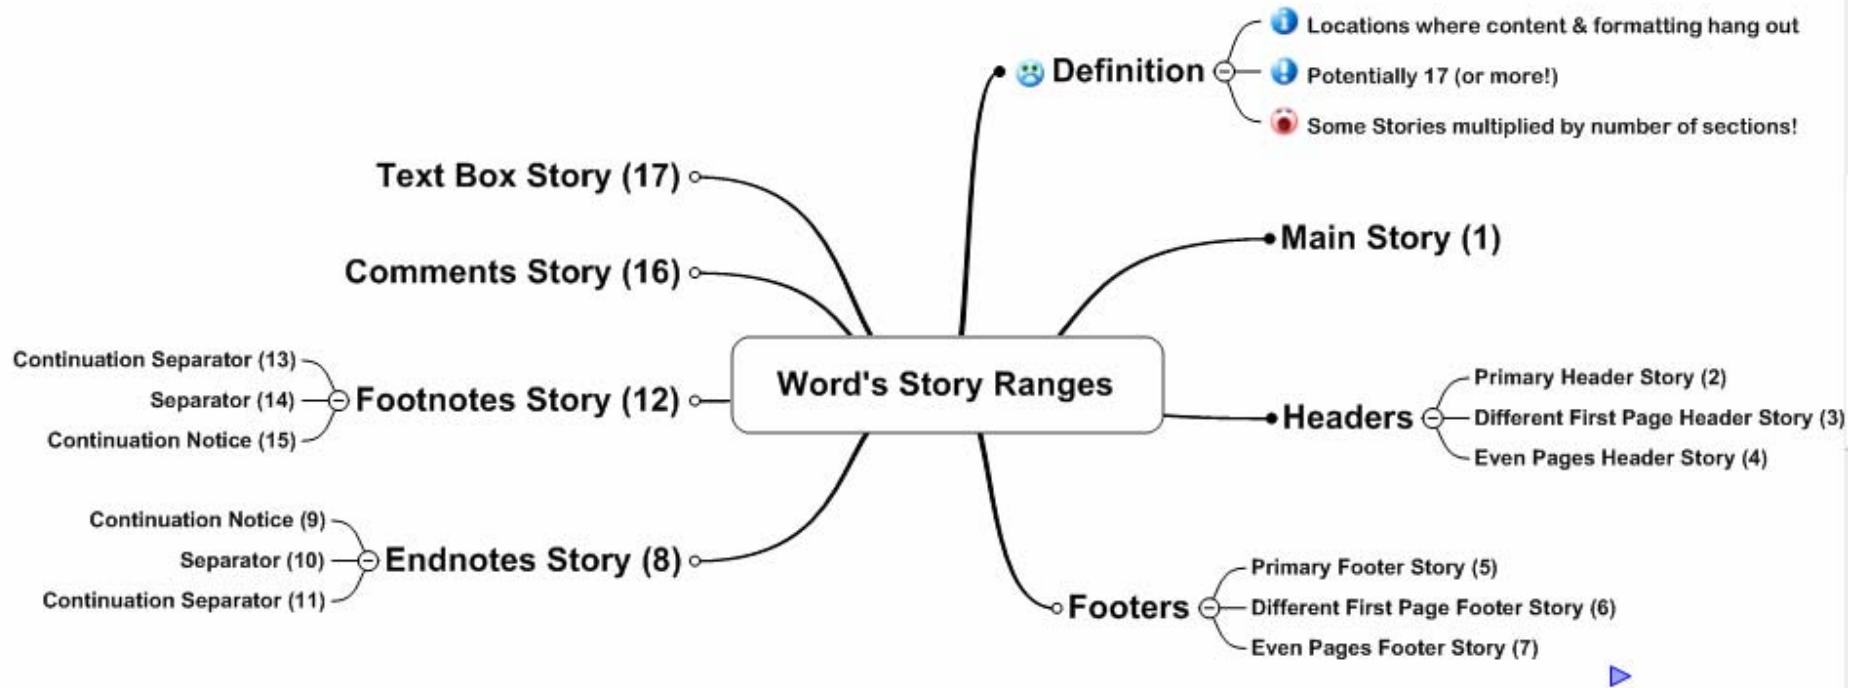 Word's Story Ranges
Definition
Locations where content & formatting hang out
Potentially 17 (or more!)
Some Stories multiplied by number of sections!
Main Story (1)
Headers
Primary Header Story (2)
Different First Page Header Story (3)
Even Pages Header Story (4)
Footers
Primary Footer Story (5)
Different First Page Footer Story (6)
Even Pages Footer Story (7)
Endnotes Story (8)
Continuation Notice (9)
Separator (10)
Continuation Separator (11)
Footnotes Story (12)
Continuation Separator (13)
Separator (14)
Continuation Notice (15)
Comments Story (16)
Text Box Story (17)